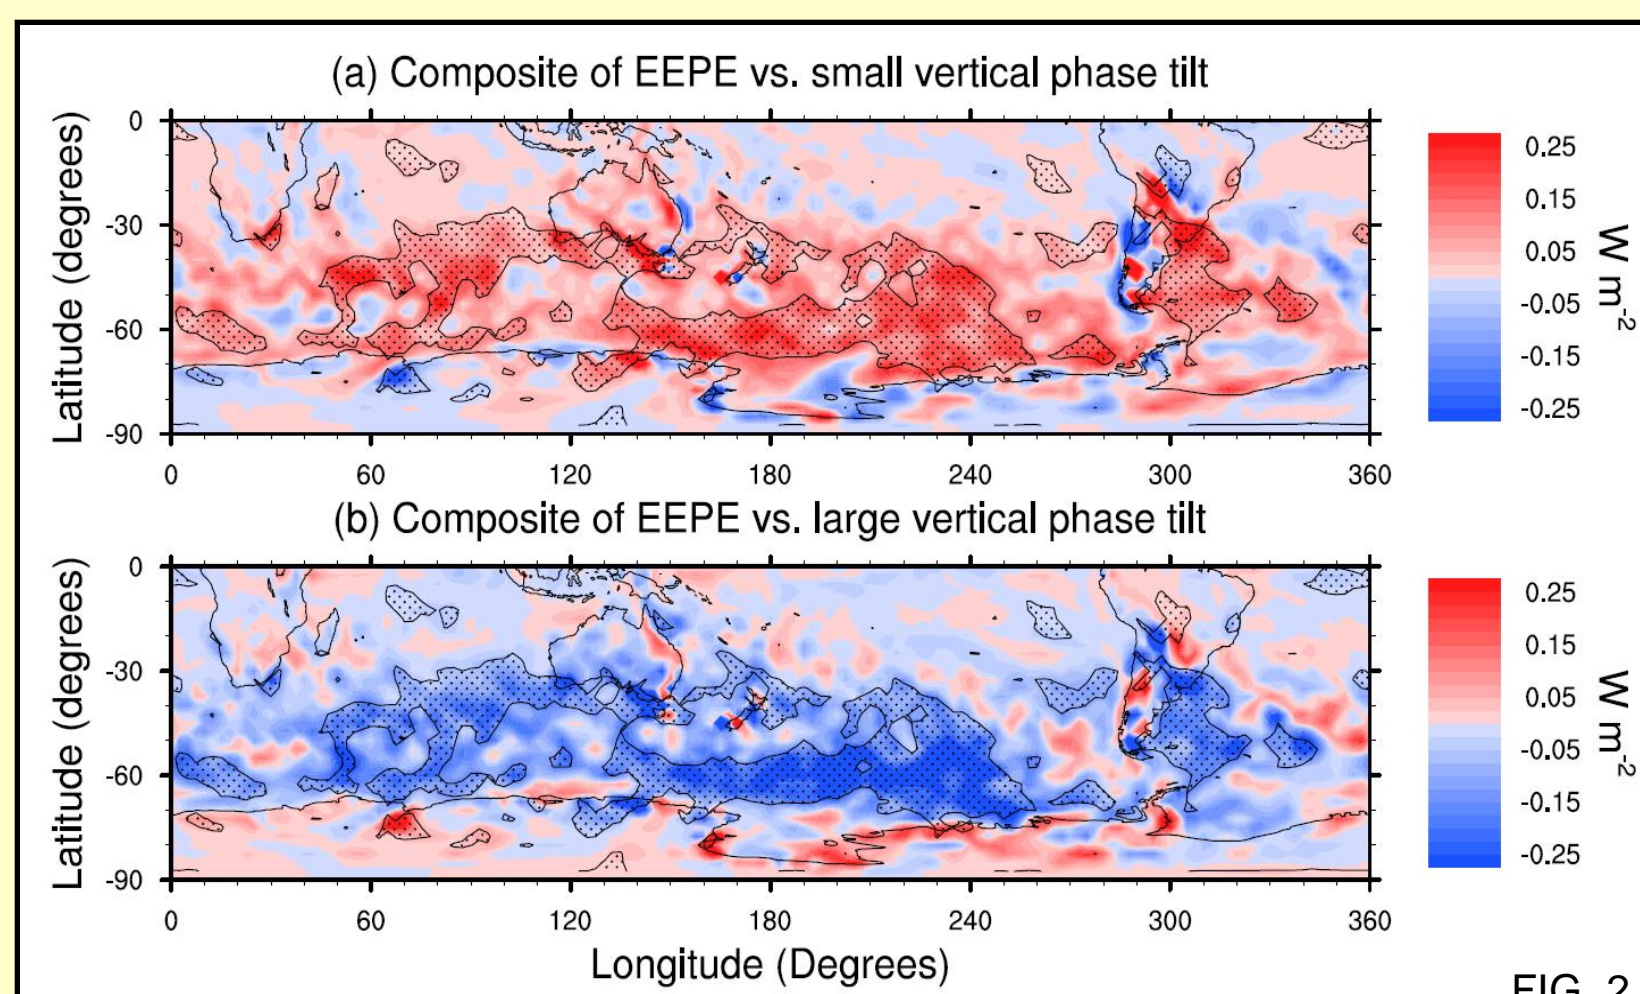 (a) Composite of EEPE vs. small vertical phase tilt
Latitude (degrees)
0
-30
-60
-90
0 60 120 180 240 300 360
0.25
0.15
0.05
-0.05
-0.15
-0.25
W m-2
(b) Composite of EEPE vs. large vertical phase tilt
Latitude (degrees)
0
-30
-60
-90
0 60 120 180 240 300 360
Longitude (Degrees)
0.25
0.15
0.05
-0.05
-0.15
-0.25
W m-2
FIG. 2